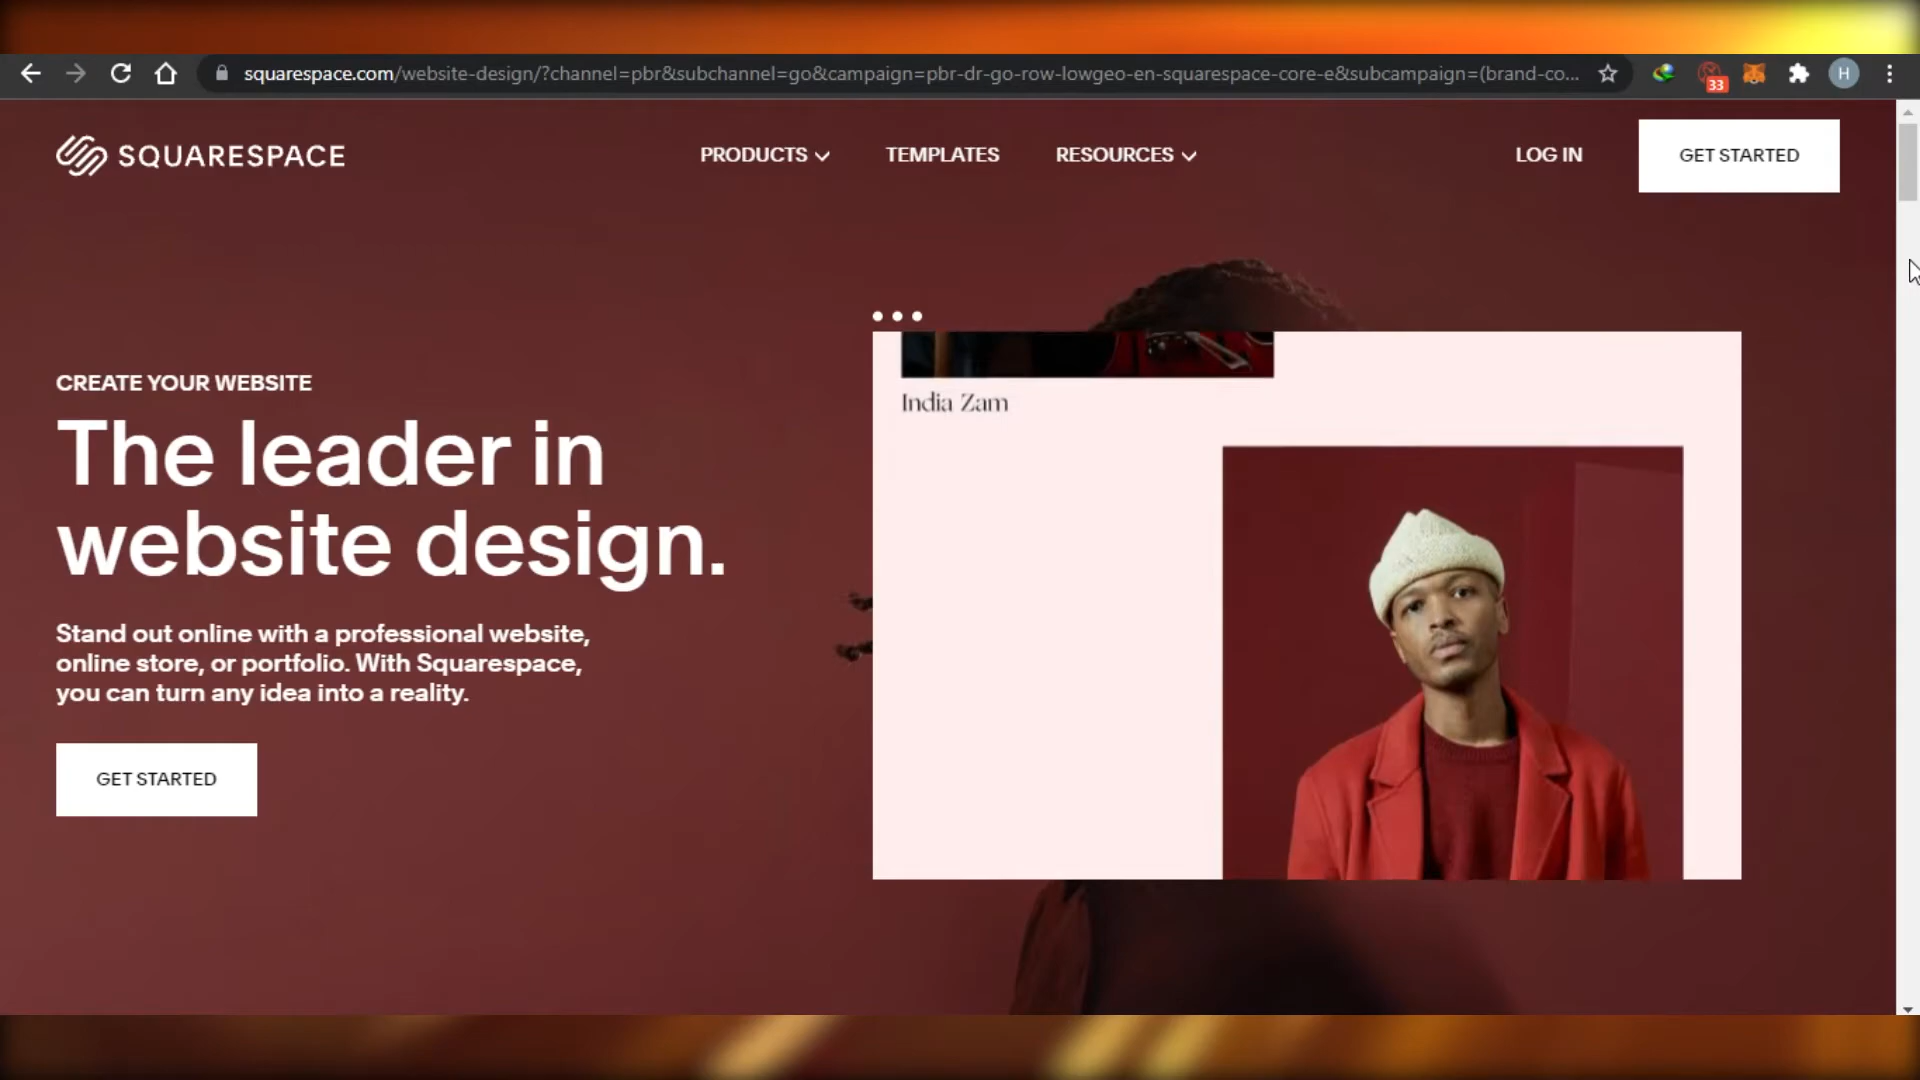 squarespace.com/website-design/?channel=pbr&subchannel=go&campaign=pbr-dr-go-row-lowgeo-en-squarespace-core-e&subcampaign=(brand-co...
33
H
SQUARESPACE
PRODUCTS
TEMPLATES
RESOURCES
LOG IN
GET STARTED
CREATE YOUR WEBSITE
The leader in
website design.
Stand out online with a professional website,
online store, or portfolio. With Squarespace,
you can turn any idea into a reality.
GET STARTED
India Zam